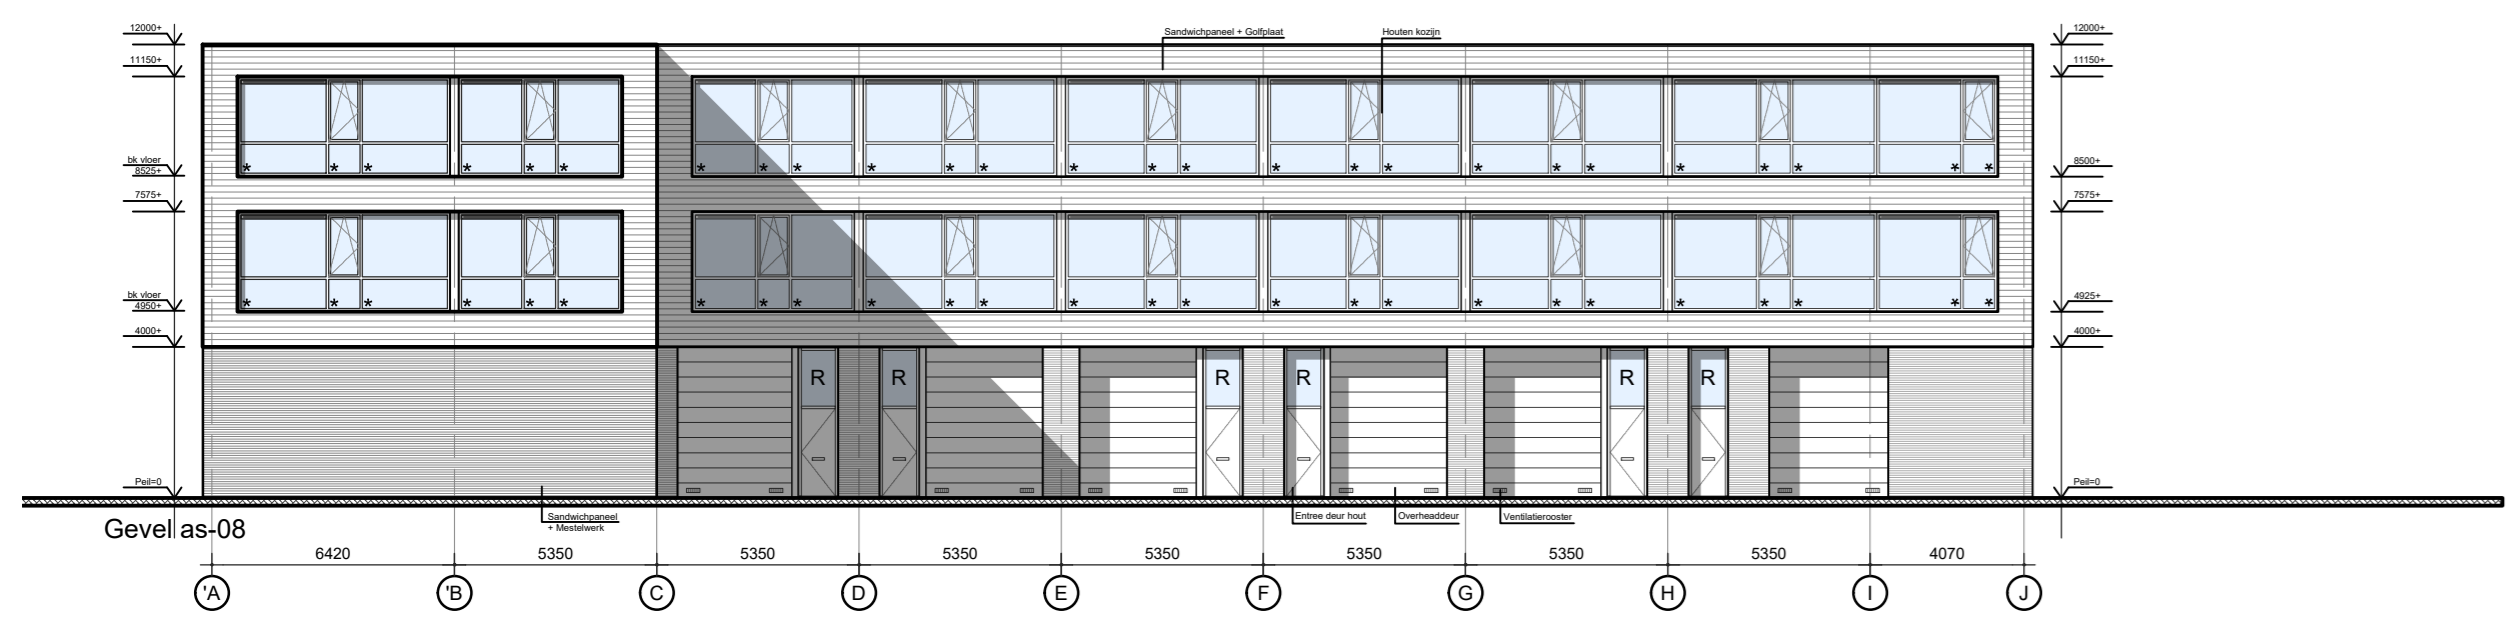 12000+
Sandwichpaneel + Golfplaat
Houten kozijn
12000+
11150+
11150+
* * * * * * * * * * * * * * * * * * * * * * * * * *
bk vloer
8525+
8500+
7575+
7575+
* * * * * * * * * * * * * * * * * * * * * * * * * *
bk vloer
4950+
4925+
4000+
4000+
R R R R R R
Peil=0
Peil=0
Sandwichpaneel
+ Mestelwerk
Entree deur hout
Overheaddeur
Ventilatierooster
Gevel as-08
6420 5350 5350 5350 5350 5350 5350 5350 4070
'A 'B C D E F G H I J